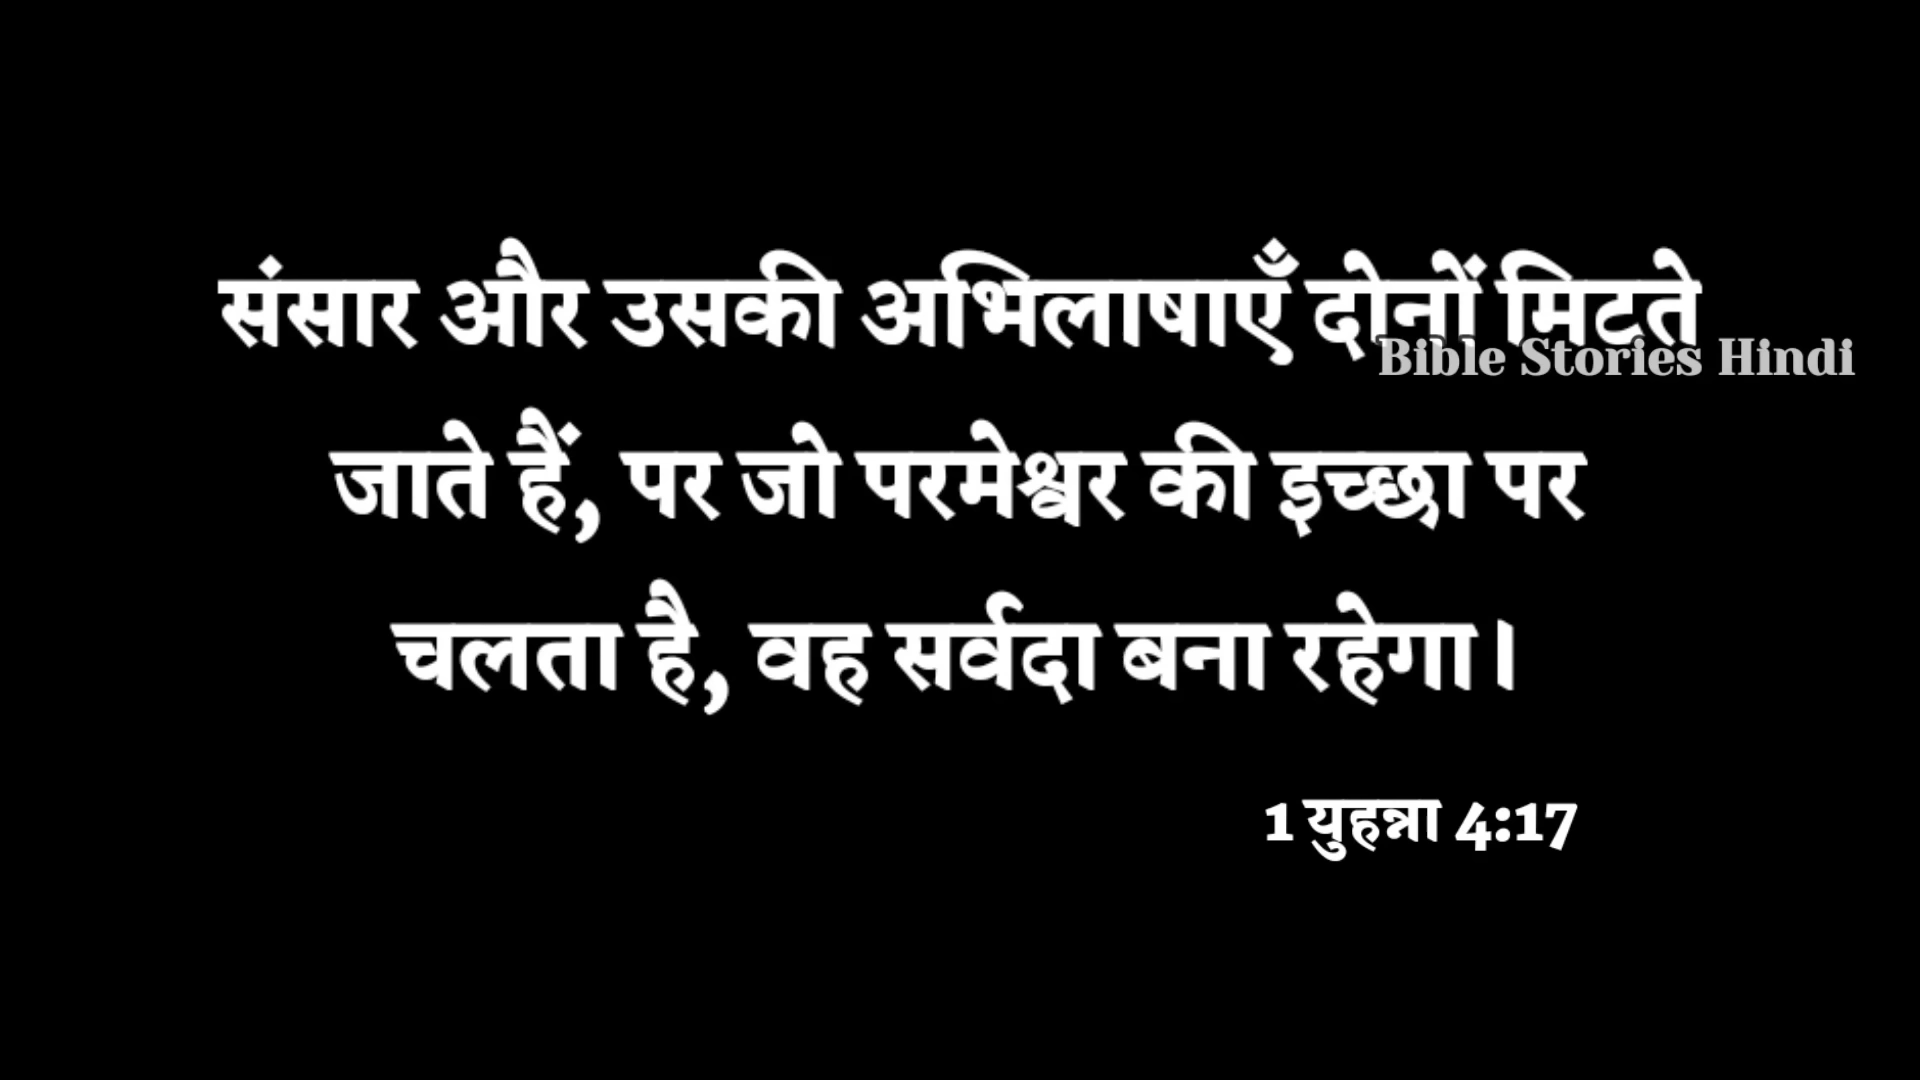 संसार और उसकी अभिलाषाएँ दोनों मिटते
Bible Stories Hindi
जाते हैं, पर जो परमेश्वर की इच्छा पर
चलता है, वह सर्वदा बना रहेगा।
1 युहन्ना 4:17